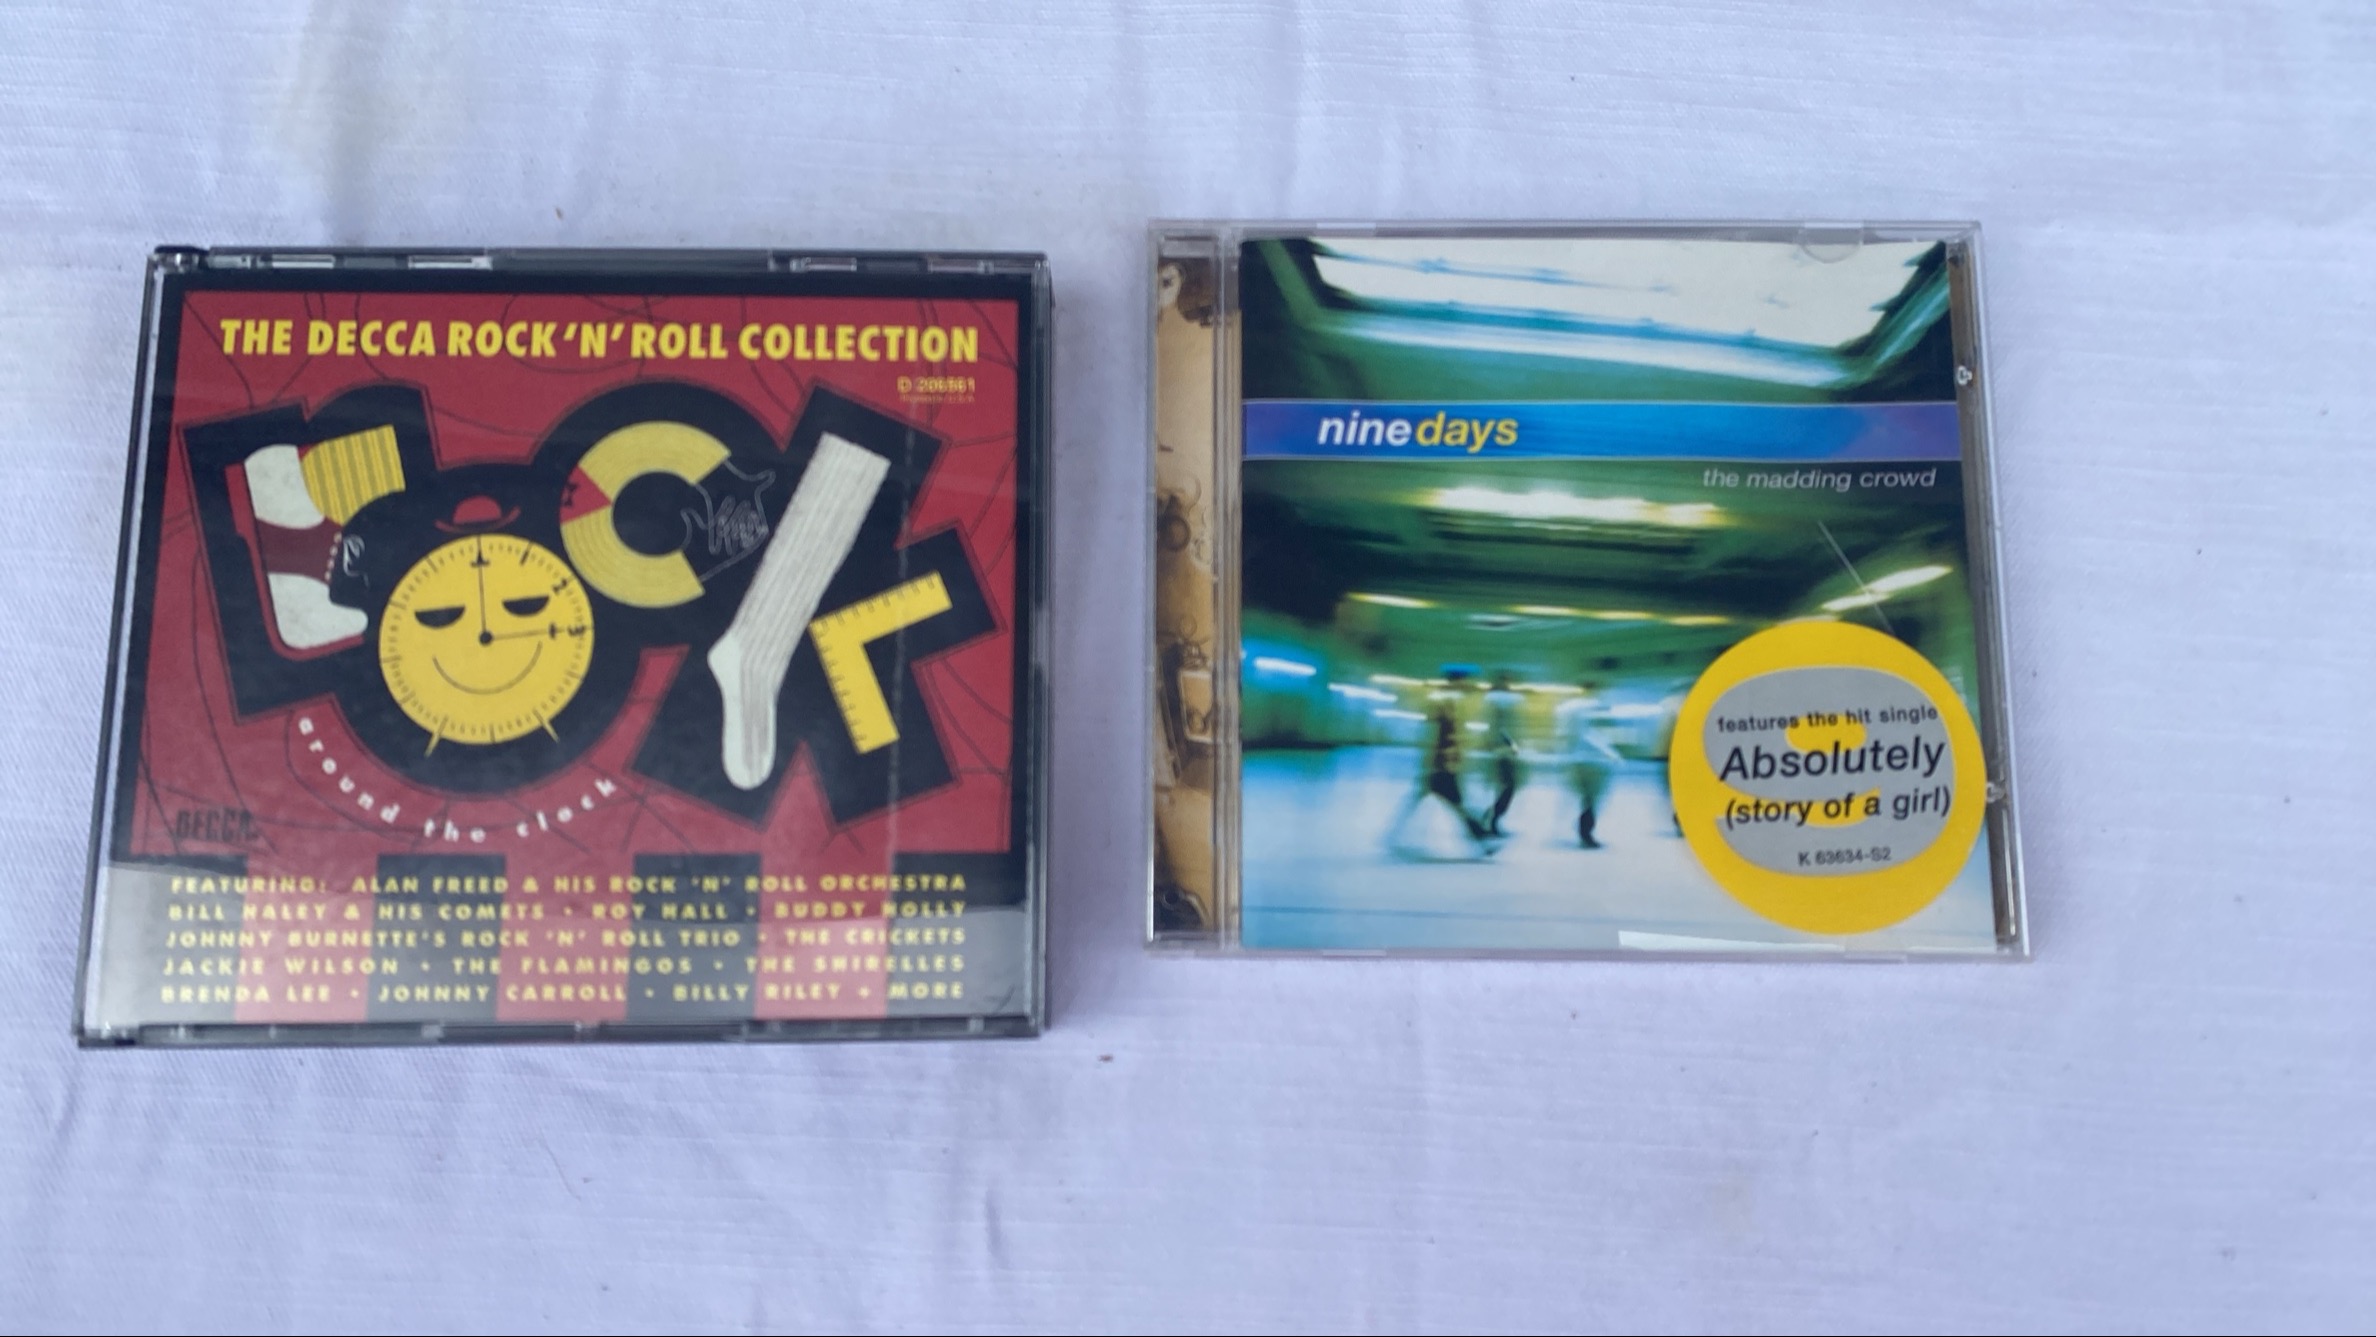 THE DECCA ROCK 'N' ROLL COLLECTION
ROCK
around the clock
DECCA
FEATURING: ALAN FREED & HIS ROCK 'N' ROLL ORCHESTRA
BILL HALEY & HIS COMETS • ROY HALL • BUDDY HOLLY
JOHNNY BURNETTE'S ROCK 'N' ROLL TRIO • THE CRICKETS
JACKIE WILSON • THE FLAMINGOS • THE SHIRELLES
BRENDA LEE • JOHNNY CARROLL • BILLY RILEY + MORE
ninedays
the madding crowd
features the hit single
Absolutely
(story of a girl)
K 63634-S2